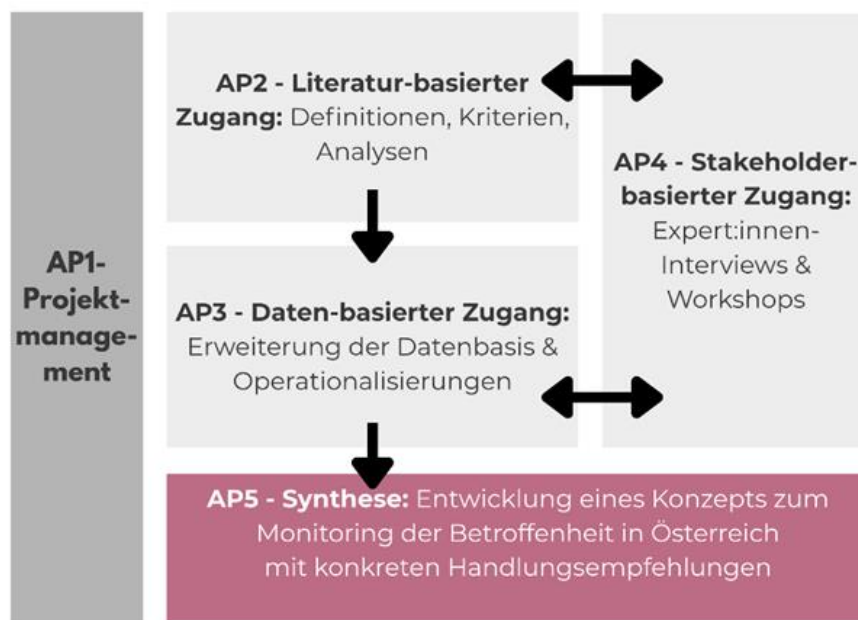 AP1-
Projekt-
manage-
ment
AP2 - Literatur-basierter
Zugang: Definitionen, Kriterien,
Analysen
AP3 - Daten-basierter Zugang:
Erweiterung der Datenbasis &
Operationalisierungen
AP4 - Stakeholder-
basierter Zugang:
Expert:innen-
Interviews &
Workshops
AP5 - Synthese: Entwicklung eines Konzepts zum
Monitoring der Betroffenheit in Österreich
mit konkreten Handlungsempfehlungen